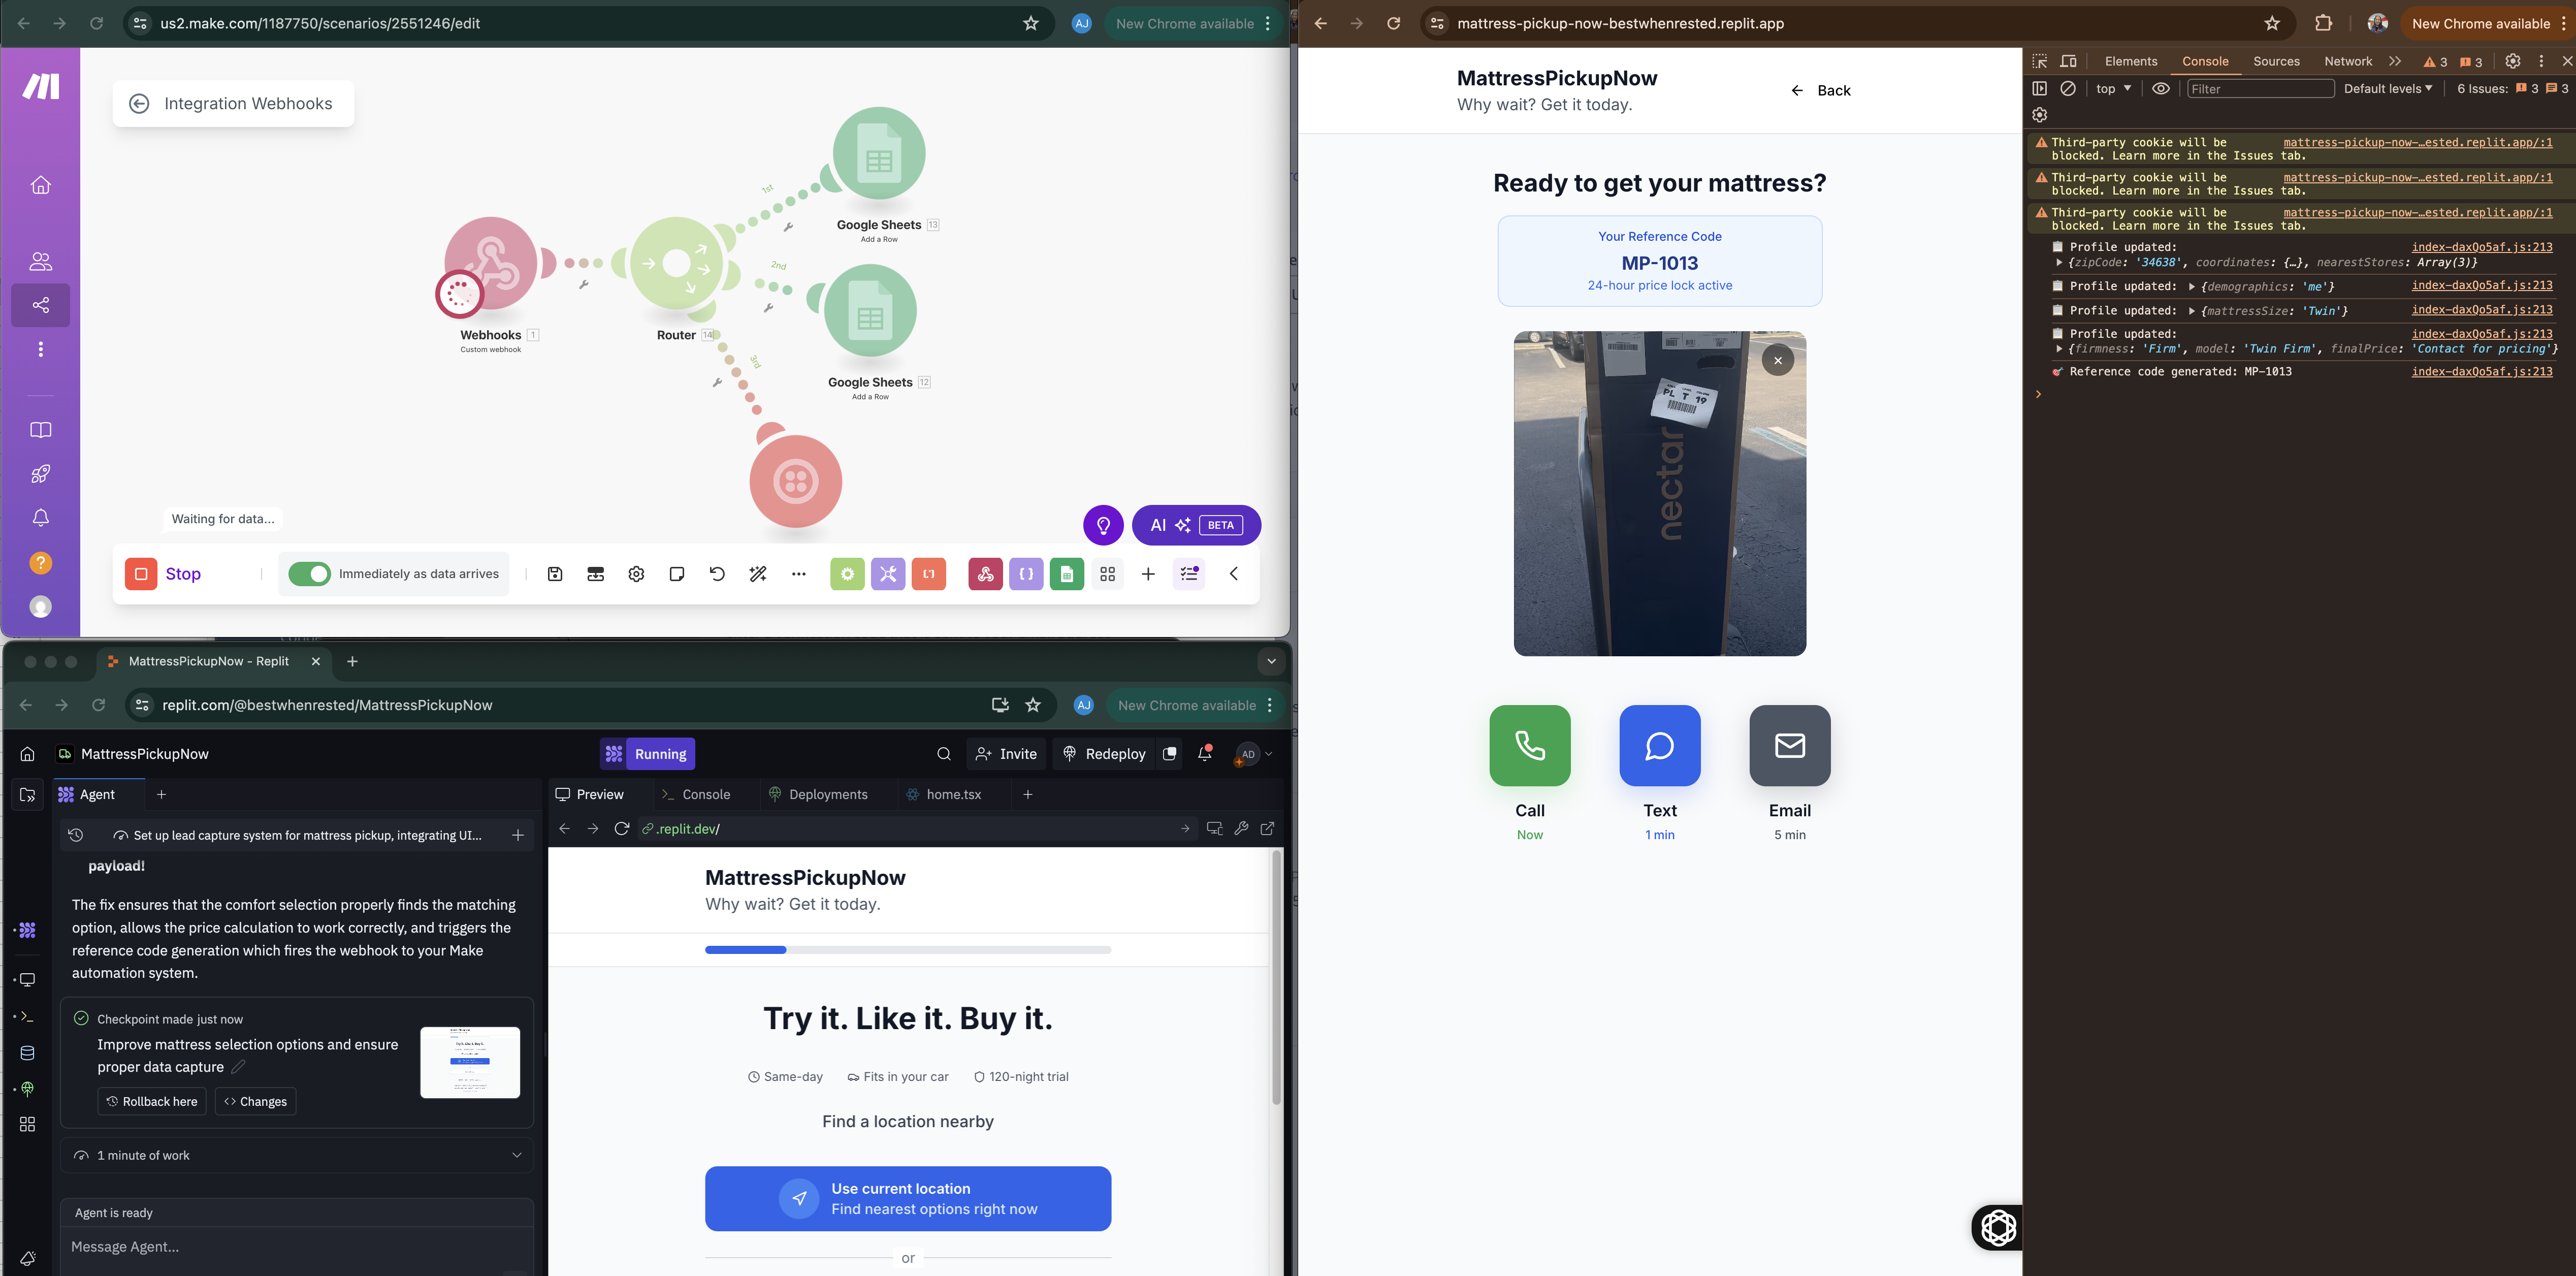 us2.make.com/1187750/scenarios/2551246/edit
AJ
New Chrome available
Integration Webhooks
1st
Google Sheets 13
Add a Row
2nd
Webhooks 1
Custom webhook
Router 14
3rd
Google Sheets 12
Add a Row
Waiting for data...
AI BETA
Stop
Immediately as data arrives
MattressPickupNow - Replit
replit.com/@bestwhenrested/MattressPickupNow
AJ
New Chrome available
MattressPickupNow
Running
Invite
Redeploy
AD
Agent
Set up lead capture system for mattress pickup, integrating UI...
payload!
The fix ensures that the comfort selection properly finds the matching
option, allows the price calculation to work correctly, and triggers the
reference code generation which fires the webhook to your Make
automation system.
Checkpoint made just now
Improve mattress selection options and ensure
proper data capture
Rollback here
Changes
1 minute of work
Agent is ready
Message Agent...
Preview
Console
Deployments
home.tsx
.replit.dev/
MattressPickupNow
Why wait? Get it today.
Try it. Like it. Buy it.
Same-day
Fits in your car
120-night trial
Find a location nearby
Use current location
Find nearest options right now
or
mattress-pickup-now-bestwhenrested.replit.app
New Chrome available
MattressPickupNow
Why wait? Get it today.
Back
Ready to get your mattress?
Your Reference Code
MP-1013
24-hour price lock active
PL T 19
nectar
Call
Now
Text
1 min
Email
5 min
Elements
Console
Sources
Network
3
3
top
Filter
Default levels
6 Issues: 3 3
Third-party cookie will be mattress-pickup-now-…ested.replit.app/:1
blocked. Learn more in the Issues tab.
Third-party cookie will be mattress-pickup-now-…ested.replit.app/:1
blocked. Learn more in the Issues tab.
Third-party cookie will be mattress-pickup-now-…ested.replit.app/:1
blocked. Learn more in the Issues tab.
Profile updated: index-daxQo5af.js:213
{zipCode: '34638', coordinates: {…}, nearestStores: Array(3)}
Profile updated: {demographics: 'me'} index-daxQo5af.js:213
Profile updated: {mattressSize: 'Twin'} index-daxQo5af.js:213
Profile updated: index-daxQo5af.js:213
{firmness: 'Firm', model: 'Twin Firm', finalPrice: 'Contact for pricing'}
Reference code generated: MP-1013 index-daxQo5af.js:213